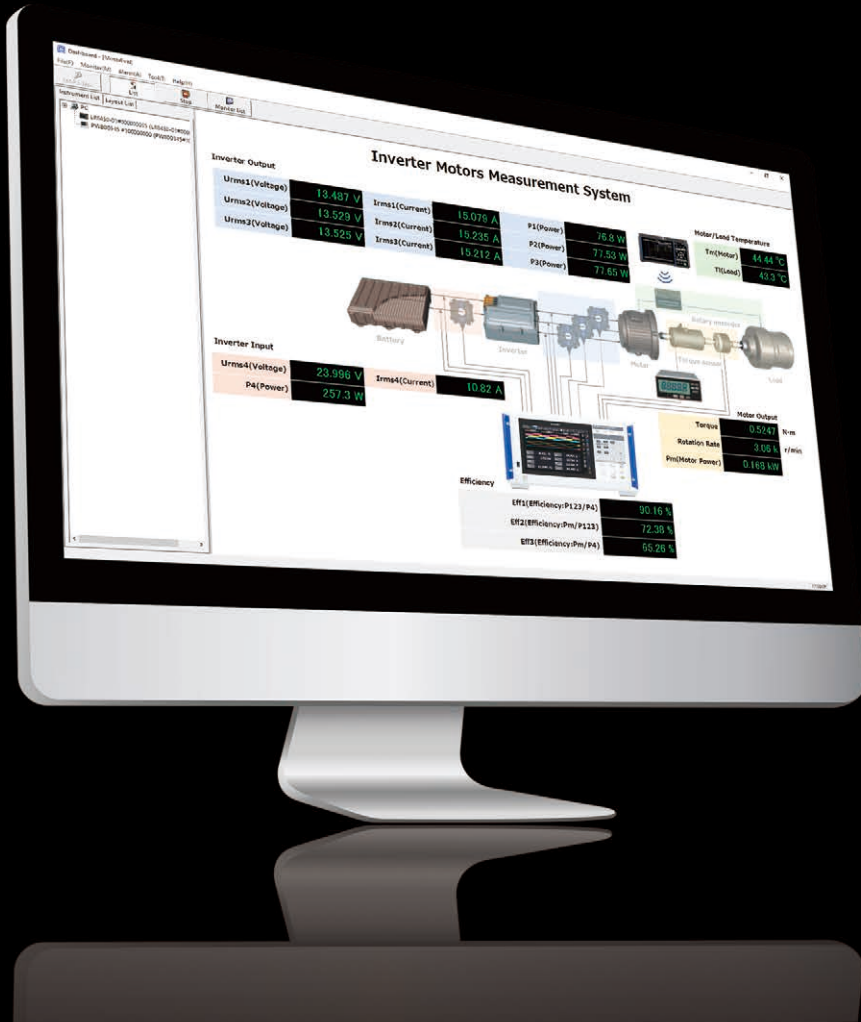 Dashboard - [Monitor]
File(F) Monitor(M) Menu(A) Tool(T) Help(H)
Exit
Stop
Monitor list
Instrument List Layout List
PC
Inverter Motors Measurement System
Inverter Output
Urms1(Voltage) 13.487 V Irms1(Current) 15.079 A P1(Power) 76.8 W
Urms2(Voltage) 13.529 V Irms2(Current) 15.235 A P2(Power) 77.53 W
Urms3(Voltage) 13.525 V Irms3(Current) 15.212 A P3(Power) 77.65 W
Motor/Load Temperature
Tm(Motor) 44.44 °C
Tl(Load) 43.3 °C
Battery
Inverter
Motor
Rotary encorder
Torque sensor
Load
Inverter Input
Urms4(Voltage) 23.996 V Irms4(Current) 10.82 A
P4(Power) 257.3 W
Motor Output
Torque 0.5247 N·m
Rotation Rate 3.06 k r/min
Pm(Motor Power) 0.168 kW
Efficiency
Eff1(Efficiency:P123/P4) 90.16 %
Eff2(Efficiency:Pm/P123) 72.38 %
Eff3(Efficiency:Pm/P4) 65.26 %